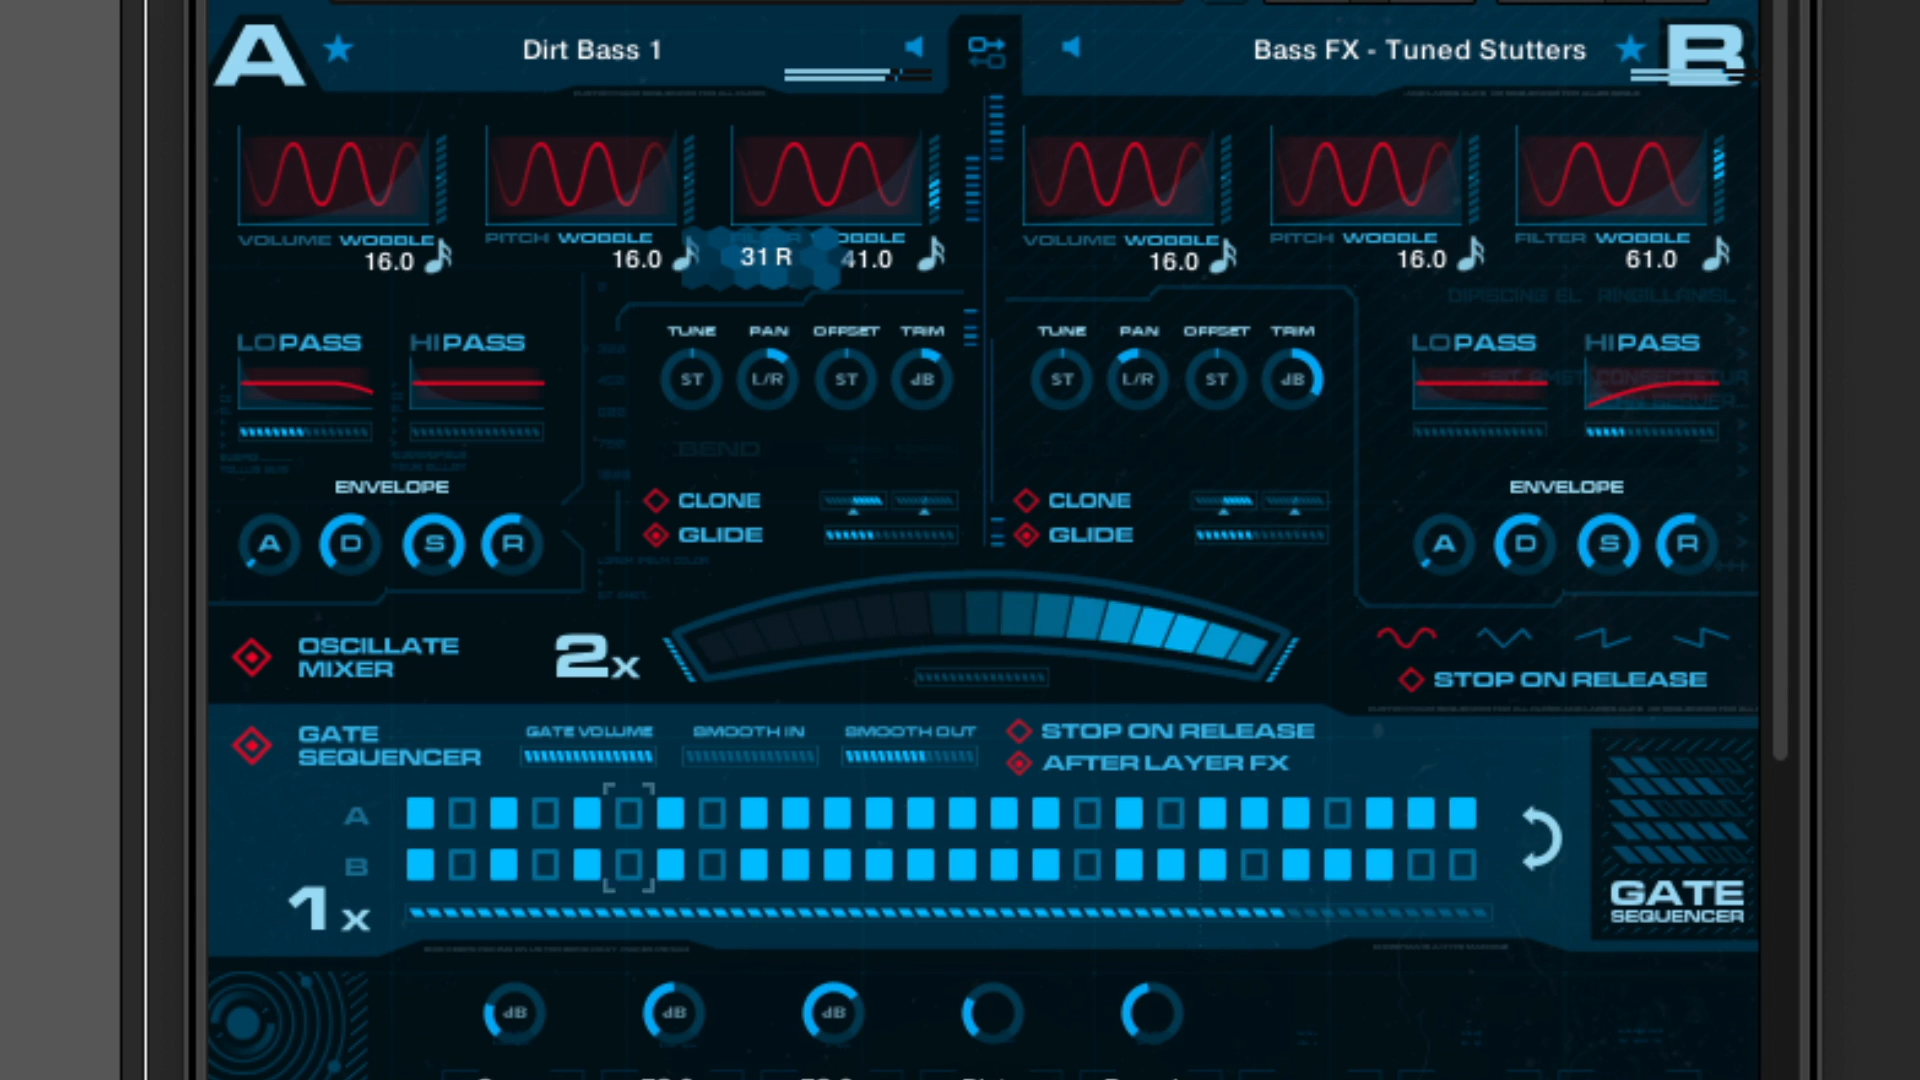 A Dirt Bass 1 Bass FX - Tuned Stutters B
VOLUME WOBBLE PITCH WOBBLE WOBBLE VOLUME WOBBLE PITCH WOBBLE FILTER WOBBLE
16.0 16.0 31 R 41.0 16.0 16.0 61.0
TUNE PAN OFFSET TRIM TUNE PAN OFFSET TRIM
LOPASS HIPASS LOPASS HIPASS
ST L/R ST dB ST L/R ST dB
BEND
ENVELOPE ENVELOPE
CLONE CLONE
GLIDE GLIDE
A D S R A D S R
OSCILLATE
MIXER
2x
STOP ON RELEASE
GATE
SEQUENCER
GATE VOLUME SMOOTH IN SMOOTH OUT STOP ON RELEASE
AFTER LAYER FX
A
B
1x
GATE
SEQUENCER
dB dB dB